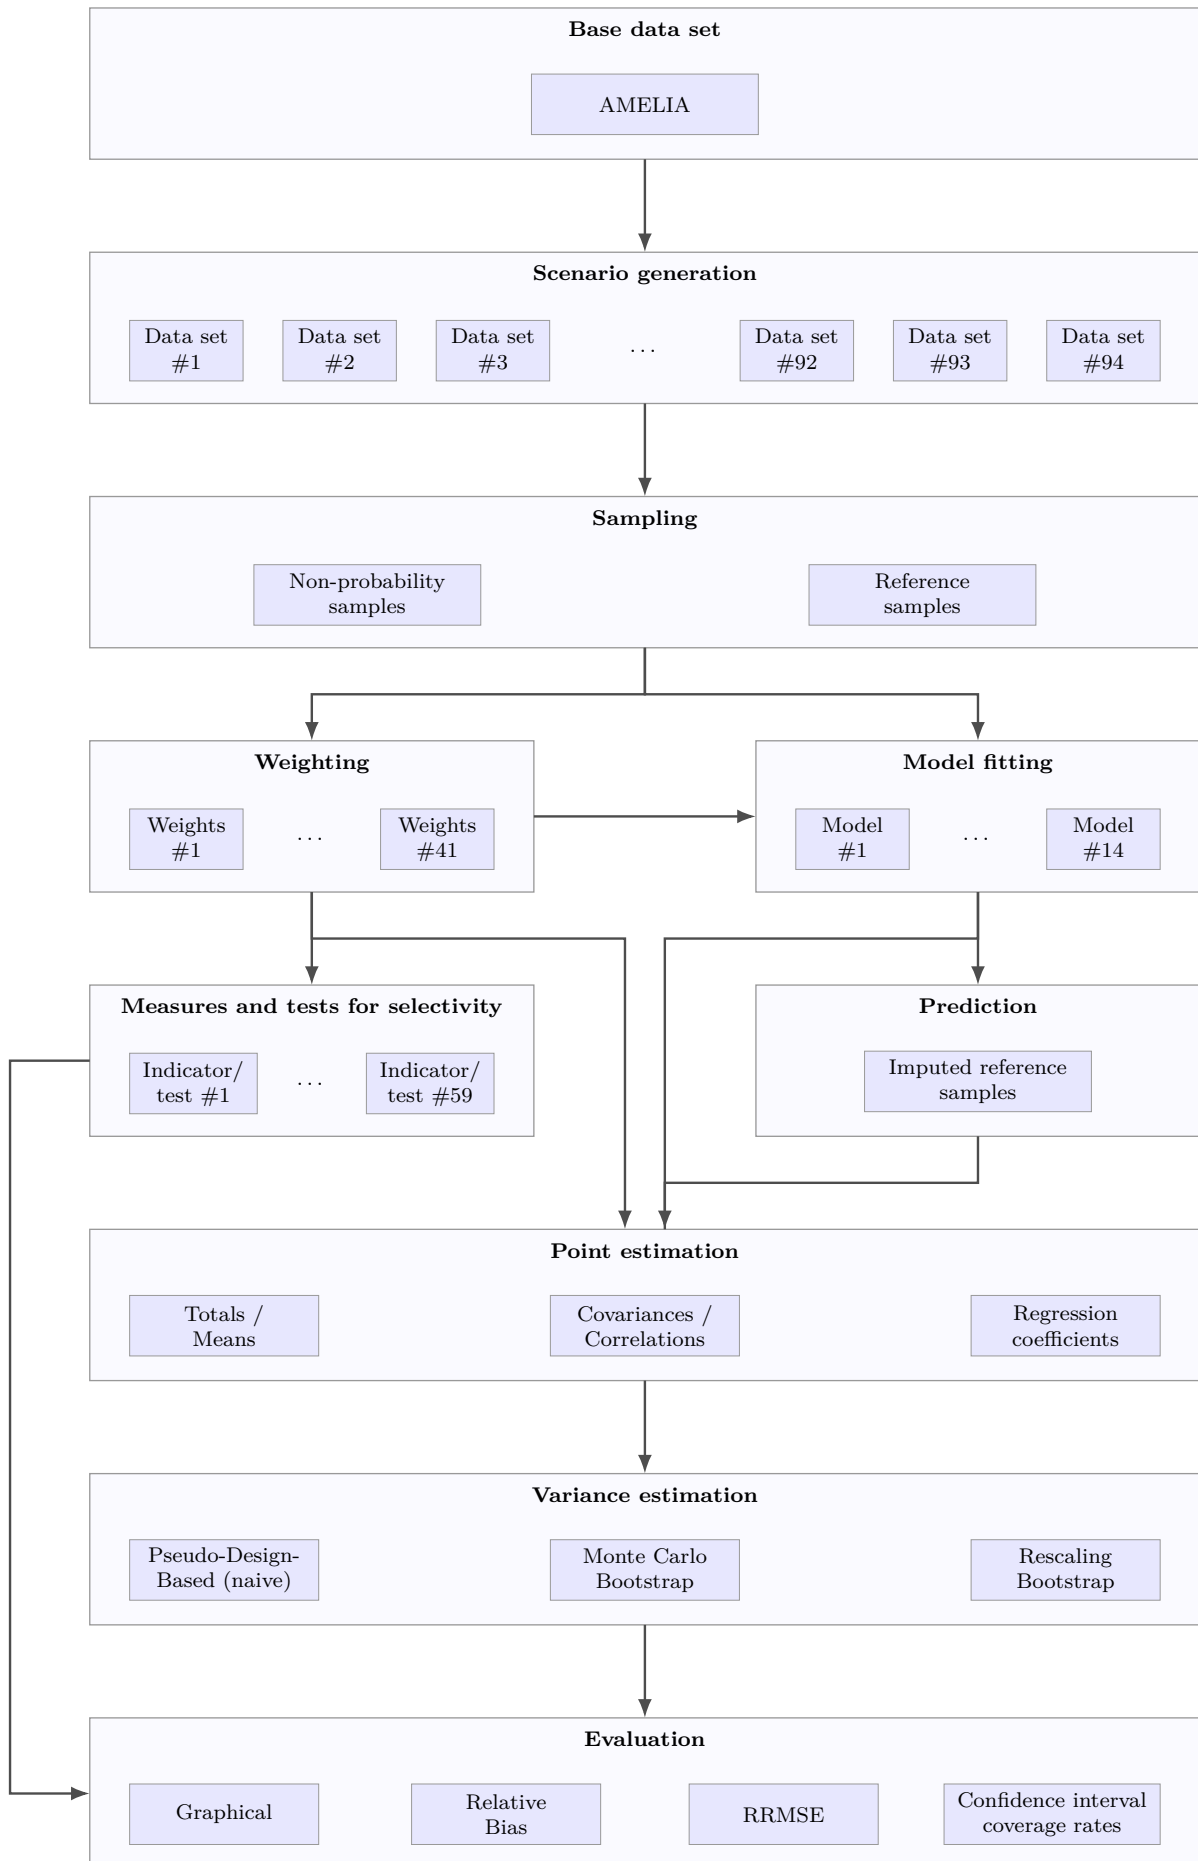 Base data set
AMELIA
Scenario generation
Data set
#1
Data set
#2
Data set
#3
...
Data set
#92
Data set
#93
Data set
#94
Sampling
Non-probability
samples
Reference
samples
Weighting
Weights
#1
...
Weights
#41
Model fitting
Model
#1
...
Model
#14
Measures and tests for selectivity
Indicator/
test #1
...
Indicator/
test #59
Prediction
Imputed reference
samples
Point estimation
Totals /
Means
Covariances /
Correlations
Regression
coefficients
Variance estimation
Pseudo-Design-
Based (naive)
Monte Carlo
Bootstrap
Rescaling
Bootstrap
Evaluation
Graphical
Relative
Bias
RRMSE
Confidence interval
coverage rates